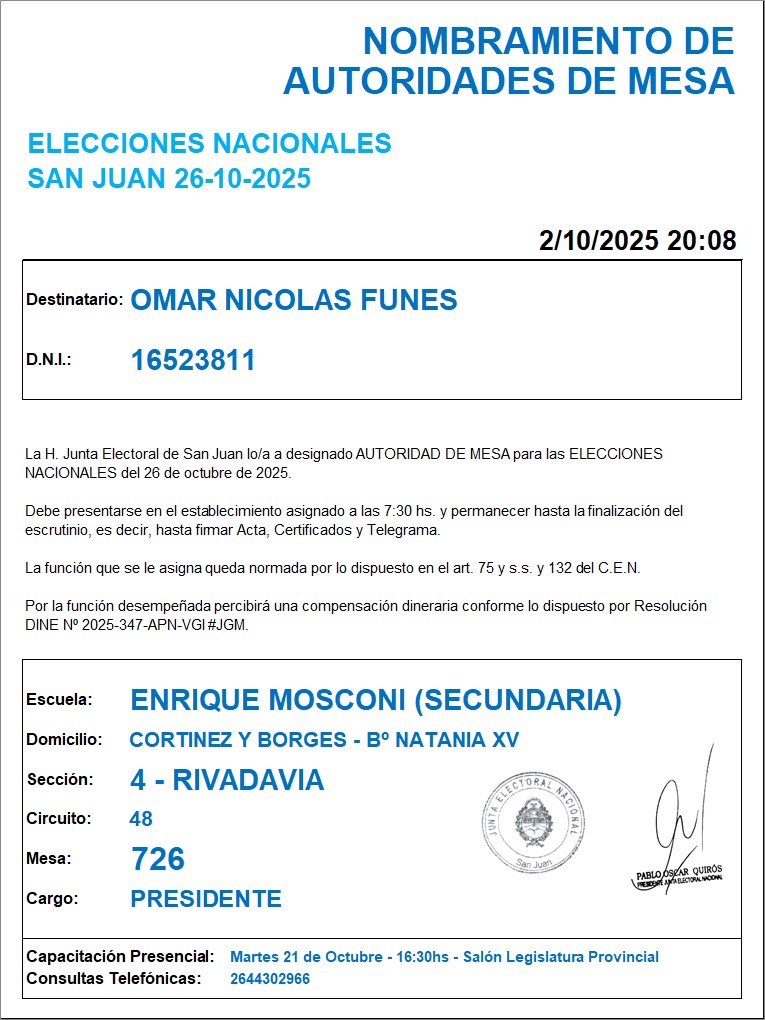 NOMBRAMIENTO DE
AUTORIDADES DE MESA
ELECCIONES NACIONALES
SAN JUAN 26-10-2025
2/10/2025 20:08
Destinatario: OMAR NICOLAS FUNES
D.N.I.: 16523811
La H. Junta Electoral de San Juan lo/a a designado AUTORIDAD DE MESA para las ELECCIONES
NACIONALES del 26 de octubre de 2025.
Debe presentarse en el establecimiento asignado a las 7:30 hs. y permanecer hasta la finalización del
escrutinio, es decir, hasta firmar Acta, Certificados y Telegrama.
La función que se le asigna queda normada por lo dispuesto en el art. 75 y s.s. y 132 del C.E.N.
Por la función desempeñada percibirá una compensación dineraria conforme lo dispuesto por Resolución
DINE Nº 2025-347-APN-VGI#JGM.
Escuela: ENRIQUE MOSCONI (SECUNDARIA)
Domicilio: CORTINEZ Y BORGES - Bº NATANIA XV
Sección: 4 - RIVADAVIA
Circuito: 48
Mesa: 726
Cargo: PRESIDENTE
JUNTA ELECTORAL NACIONAL
San Juan
PABLO OSCAR QUIRÓS
PRESIDENTE JUNTA ELECTORAL NACIONAL
Capacitación Presencial: Martes 21 de Octubre - 16:30hs - Salón Legislatura Provincial
Consultas Telefónicas: 2644302966